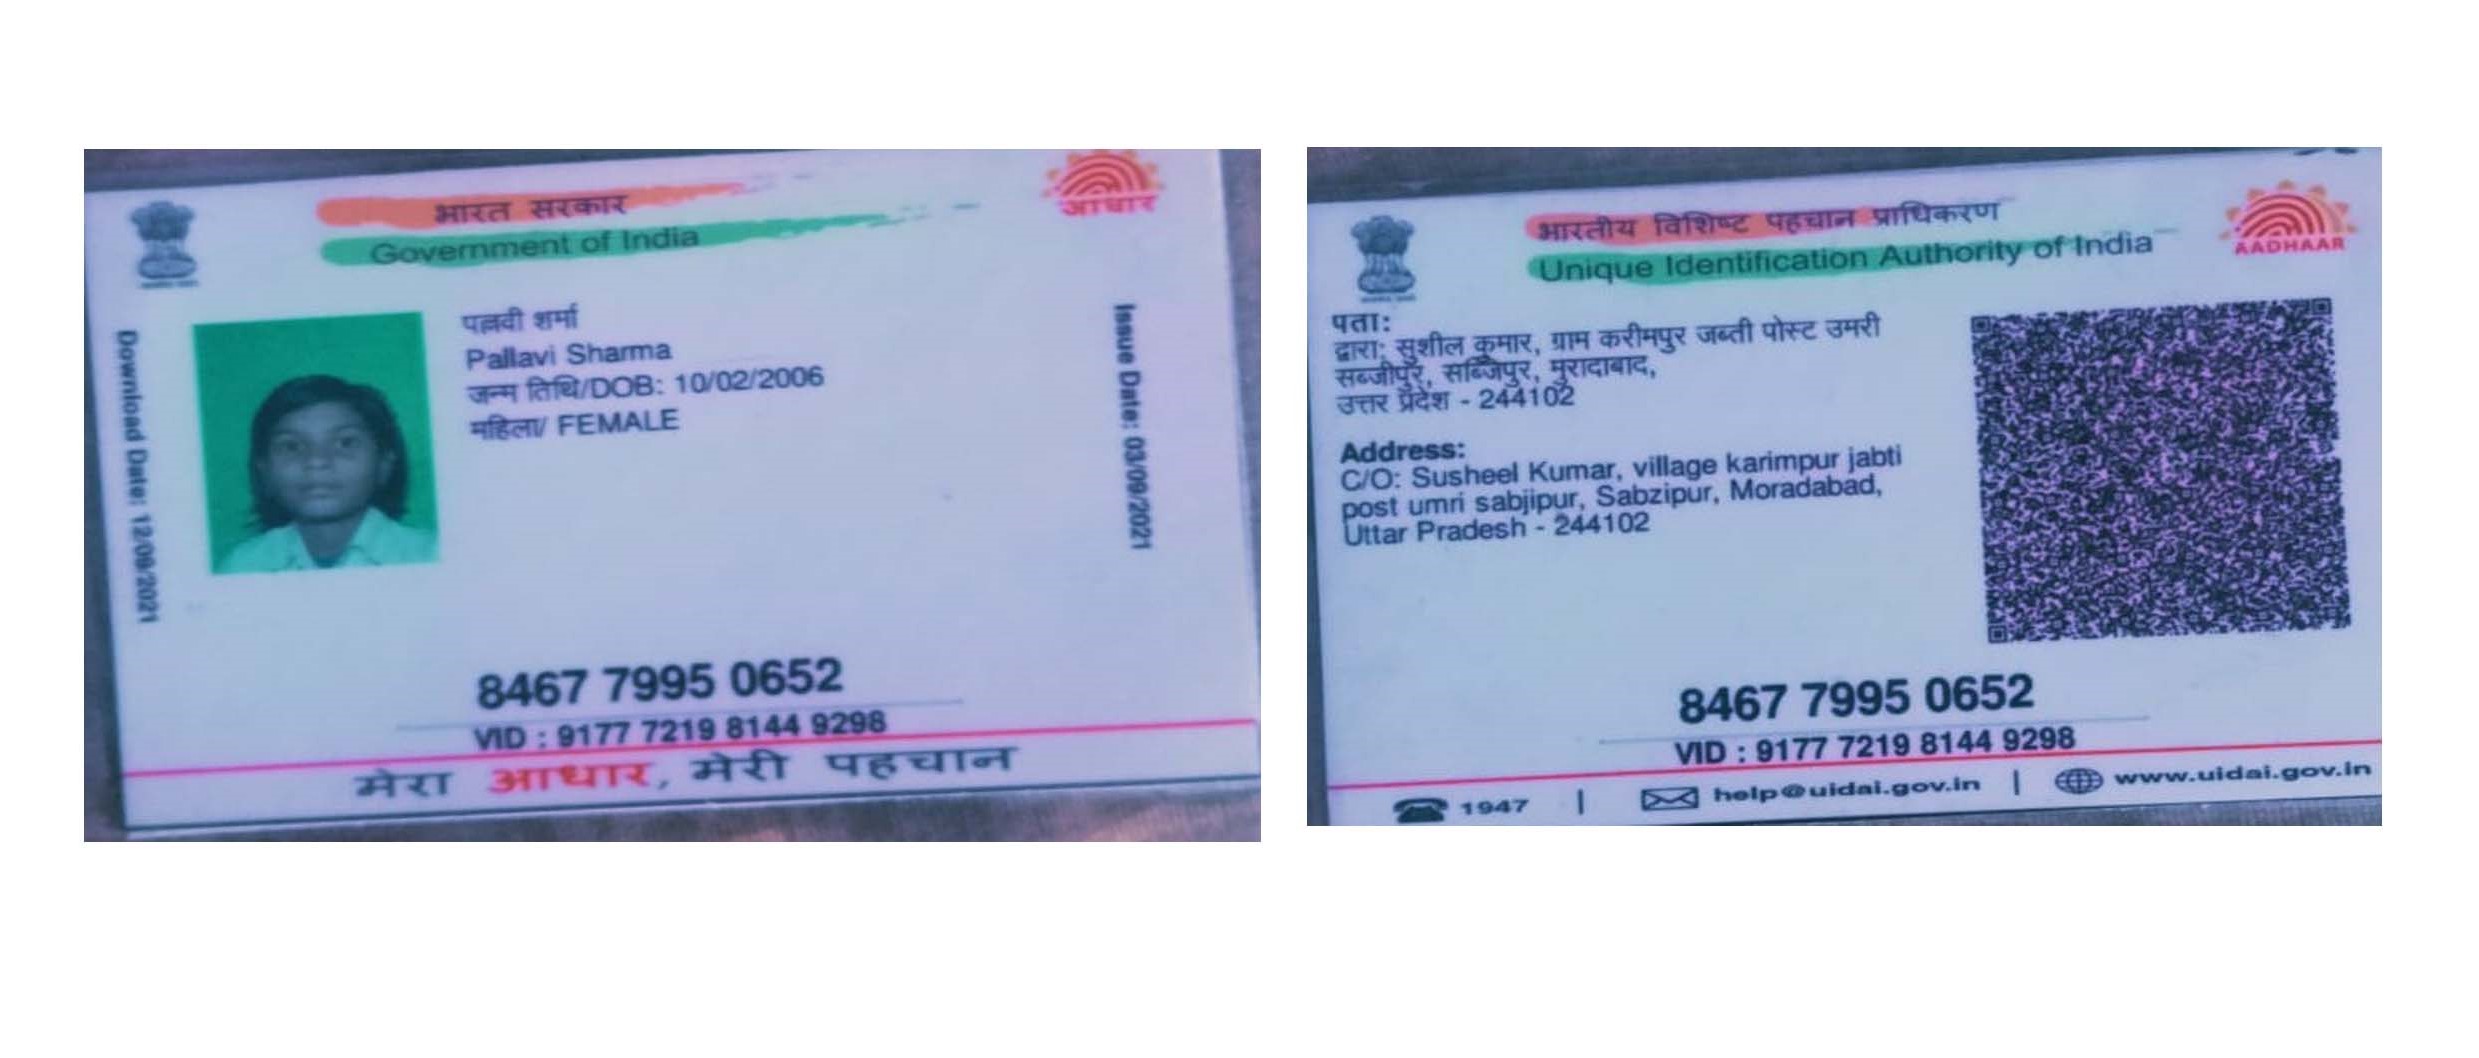 भारत सरकार
Government of India
आधार
Download Date: 12/09/2021
पल्लवी शर्मा
Pallavi Sharma
जन्म तिथि/DOB: 10/02/2006
महिला/ FEMALE
Issue Date: 03/09/2021
8467 7995 0652
VID : 9177 7219 8144 9298
मेरा आधार, मेरी पहचान
भारतीय विशिष्ट पहचान प्राधिकरण
Unique Identification Authority of India
AADHAAR
पता:
द्वारा: सुशील कुमार, ग्राम करीमपुर जब्ती पोस्ट उमरी
सब्जीपुर, सब्जिपुर, मुरादाबाद,
उत्तर प्रदेश - 244102
Address:
C/O: Susheel Kumar, village karimpur jabti
post umri sabjipur, Sabzipur, Moradabad,
Uttar Pradesh - 244102
8467 7995 0652
VID : 9177 7219 8144 9298
1947 | help@uidai.gov.in | www.uidai.gov.in